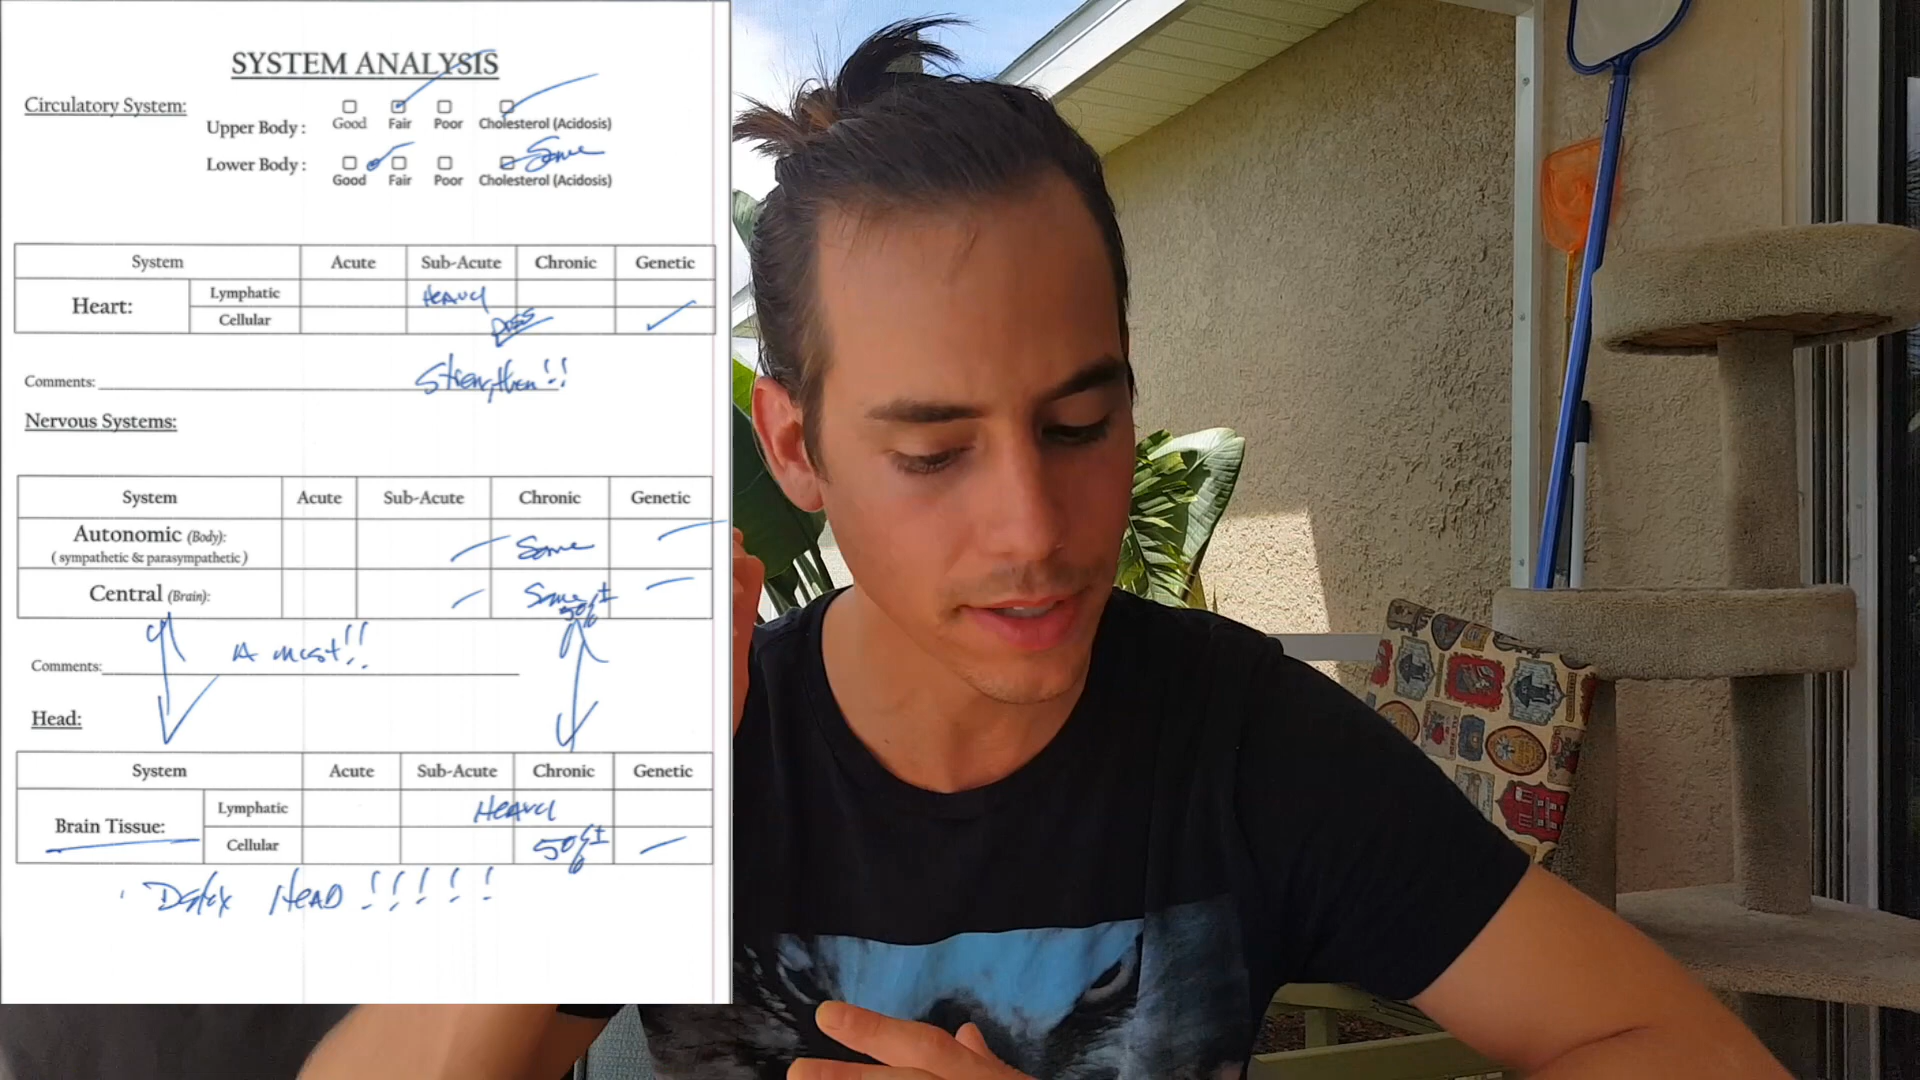 SYSTEM ANALYSIS
Circulatory System:
Upper Body :
Good Fair Poor Cholesterol (Acidosis)
Lower Body :
Some
Good Fair Poor Cholesterol (Acidosis)
System Acute Sub-Acute Chronic Genetic
Heart:
Lymphatic Heavy
Cellular
Comments: Strengthen!!
Nervous Systems:
System Acute Sub-Acute Chronic Genetic
Autonomic (Body):
( sympathetic & parasympathetic ) Some
Central (Brain): Some
50%±
Comments: A must!!
Head:
System Acute Sub-Acute Chronic Genetic
Brain Tissue:
Lymphatic Heavy
Cellular 50%±
Detox Head !!!!!